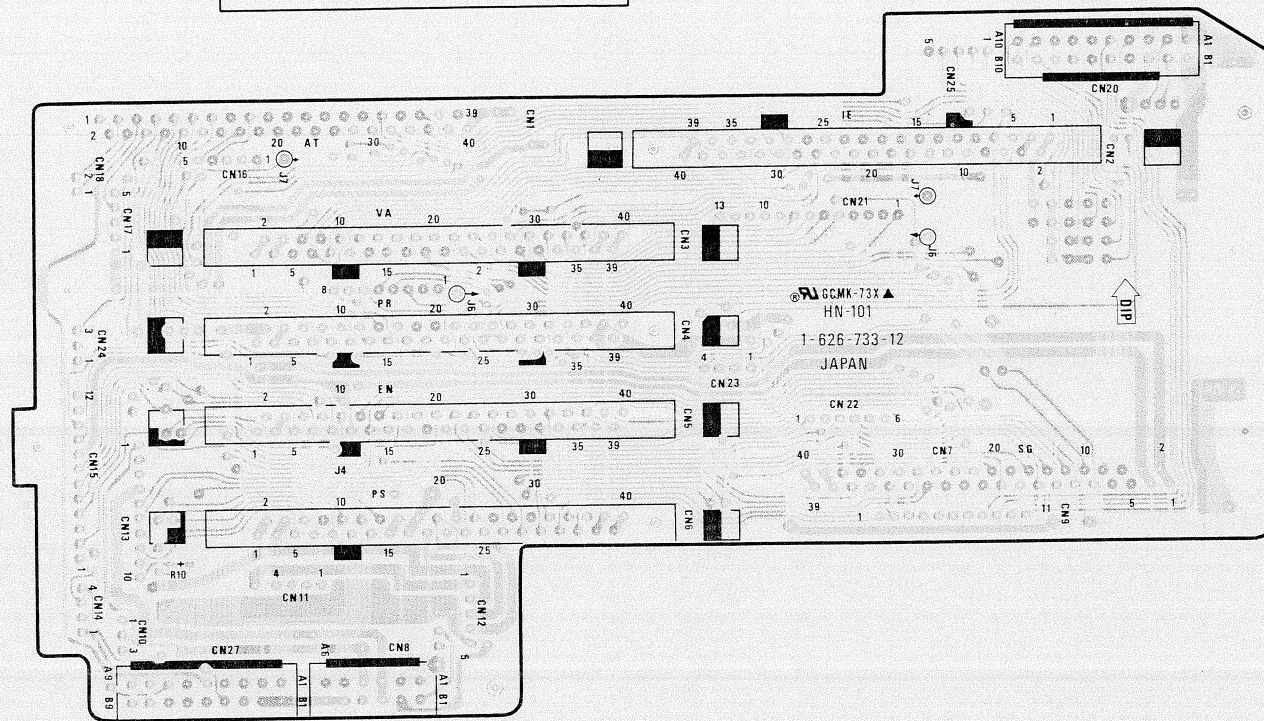 5 1 A10 B10 A1 B1
CN25
CN20
1 39 CN1
2 10 20 AT 30 40
39 35 25 IE 15 5 1
CN2
40 30 20 10 2
CN18 2 1
5 CN16 1 J7
5 CN17 1
13 10 CN21 1
J7
J5
2 10 VA 20 30 40
CN3
1 5 15 2 35 39
8 1 J6
2 10 PR 20 30 40
CN4
1 5 15 25 35 39
3 CN24 1
4 1
CN23
® GCMK-73X ▲
HN-101
1-626-733-12
JAPAN
DIP
12
2 10 EN 20 30 40
CN5
1 5 15 25 35 39
1 CN22 6
1
CN15
J4
40 30 CN7 20 SG 10 2
39 1 11 CN9 5 1
2 10 PS 20 30 40
CN6
CN13
1 5 15 25
10
+
R10
4 1
CN11
1
CN12
5
1
4
CN14
1
1
CN10
3
CN27
A6 CN8
A9 B9 A1 B1 A1 B1